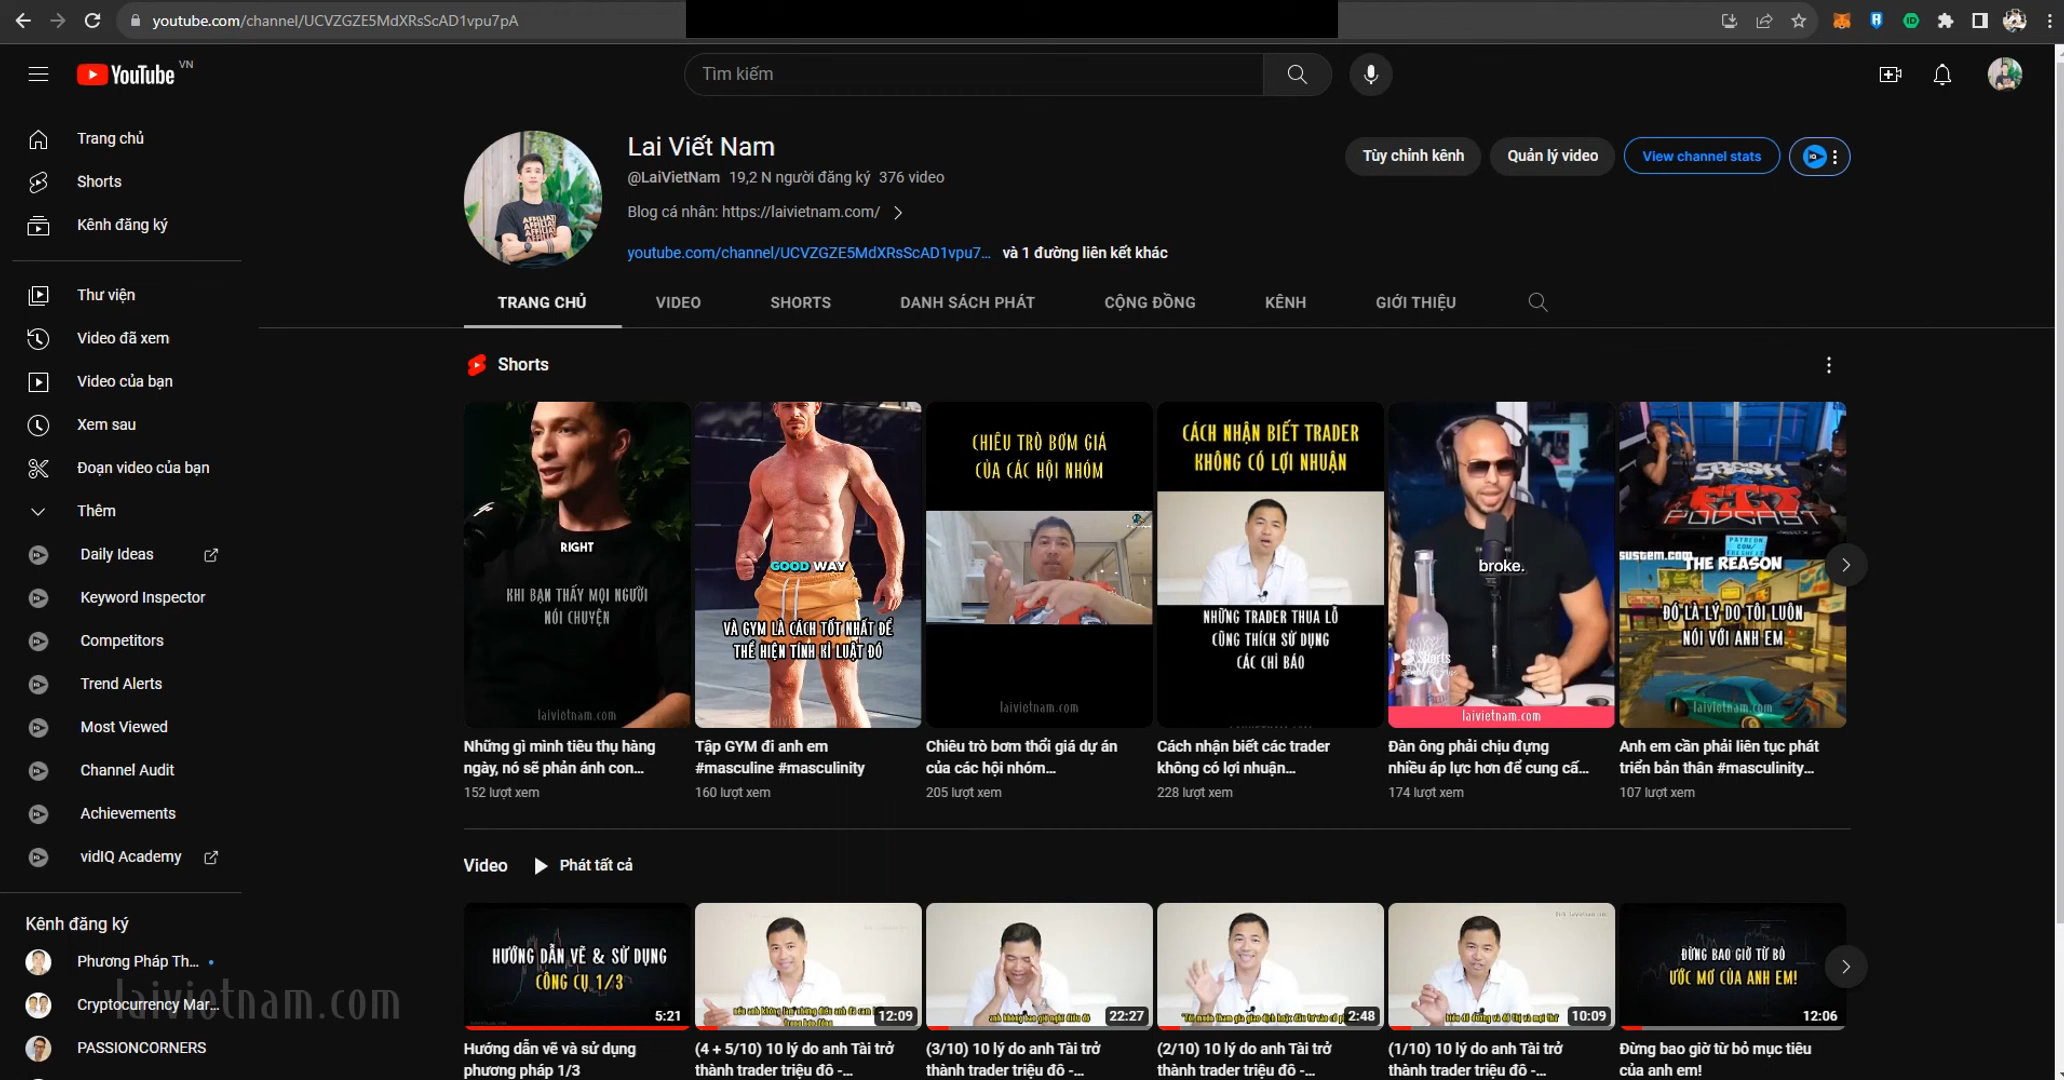 youtube.com/channel/UCVZGZE5MdXRsScAD1vpu7pA
YouTube VN
Tìm kiếm
Trang chủ
Shorts
Kênh đăng ký
Thư viện
Video đã xem
Video của bạn
Xem sau
Đoạn video của bạn
Thêm
Daily Ideas
Keyword Inspector
Competitors
Trend Alerts
Most Viewed
Channel Audit
Achievements
vidIQ Academy
Kênh đăng ký
Phương Pháp Th...
Cryptocurrency Mar...
PASSIONCORNERS
laivietnam.com
Lai Viết Nam
@LaiVietNam 19,2 N người đăng ký 376 video
Blog cá nhân: https://laivietnam.com/
youtube.com/channel/UCVZGZE5MdXRsScAD1vpu7... và 1 đường liên kết khác
Tùy chỉnh kênh
Quản lý video
View channel stats
TRANG CHỦ VIDEO SHORTS DANH SÁCH PHÁT CỘNG ĐỒNG KÊNH GIỚI THIỆU
Shorts
RIGHT
KHI BẠN THẤY MỌI NGƯỜI
NÓI CHUYỆN
laivietnam.com
Những gì mình tiêu thụ hàng
ngày, nó sẽ phản ánh con...
152 lượt xem
GOOD WAY
VÀ GYM LÀ CÁCH TỐT NHẤT ĐỂ
THỂ HIỆN TÍNH KỈ LUẬT ĐÓ
laivietnam.com
Tập GYM đi anh em
#masculine #masculinity
160 lượt xem
CHIÊU TRÒ BƠM GIÁ
CỦA CÁC HỘI NHÓM
laivietnam.com
Chiêu trò bơm thổi giá dự án
của các hội nhóm...
205 lượt xem
CÁCH NHẬN BIẾT TRADER
KHÔNG CÓ LỢI NHUẬN
NHỮNG TRADER THUA LỖ
CŨNG THÍCH SỬ DỤNG
CÁC CHỈ BÁO
Cách nhận biết các trader
không có lợi nhuận...
228 lượt xem
broke.
Shorts
laivietnam.com
Đàn ông phải chịu đựng
nhiều áp lực hơn để cung cấ...
174 lượt xem
FRESH &
FIT
PODCAST
PATREON.
COM/
sustem.com
THE REASON
ĐÓ LÀ LÝ DO TÔI LUÔN
NÓI VỚI ANH EM
laivietnam.com
Anh em cần phải liên tục phát
triển bản thân #masculinity...
107 lượt xem
Video Phát tất cả
HƯỚNG DẪN VẼ & SỬ DỤNG
CÔNG CỤ 1/3
5:21
Hướng dẫn vẽ và sử dụng
phương pháp 1/3
12:09
(4 + 5/10) 10 lý do anh Tài trở
thành trader triệu đô -...
anh không bao giờ nghĩ điều đó
22:27
(3/10) 10 lý do anh Tài trở
thành trader triệu đô -...
2:48
(2/10) 10 lý do anh Tài trở
thành trader triệu đô -...
10:09
(1/10) 10 lý do anh Tài trở
thành trader triệu đô -...
ĐỪNG BAO GIỜ TỪ BỎ
ƯỚC MƠ CỦA ANH EM!
12:06
Đừng bao giờ từ bỏ mục tiêu
của anh em!